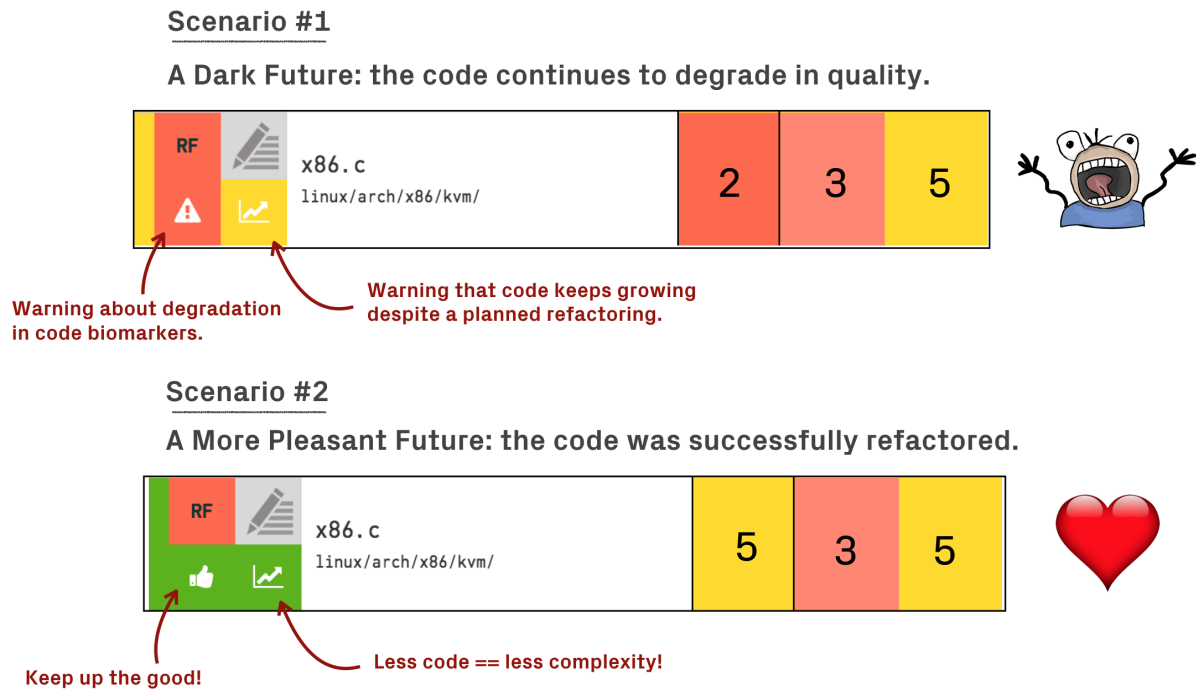 Scenario #1
A Dark Future: the code continues to degrade in quality.
RF
x86.c
linux/arch/x86/kvm/
2 3 5
Warning about degradation
in code biomarkers.
Warning that code keeps growing
despite a planned refactoring.
Scenario #2
A More Pleasant Future: the code was successfully refactored.
RF
x86.c
linux/arch/x86/kvm/
5 3 5
Keep up the good!
Less code == less complexity!